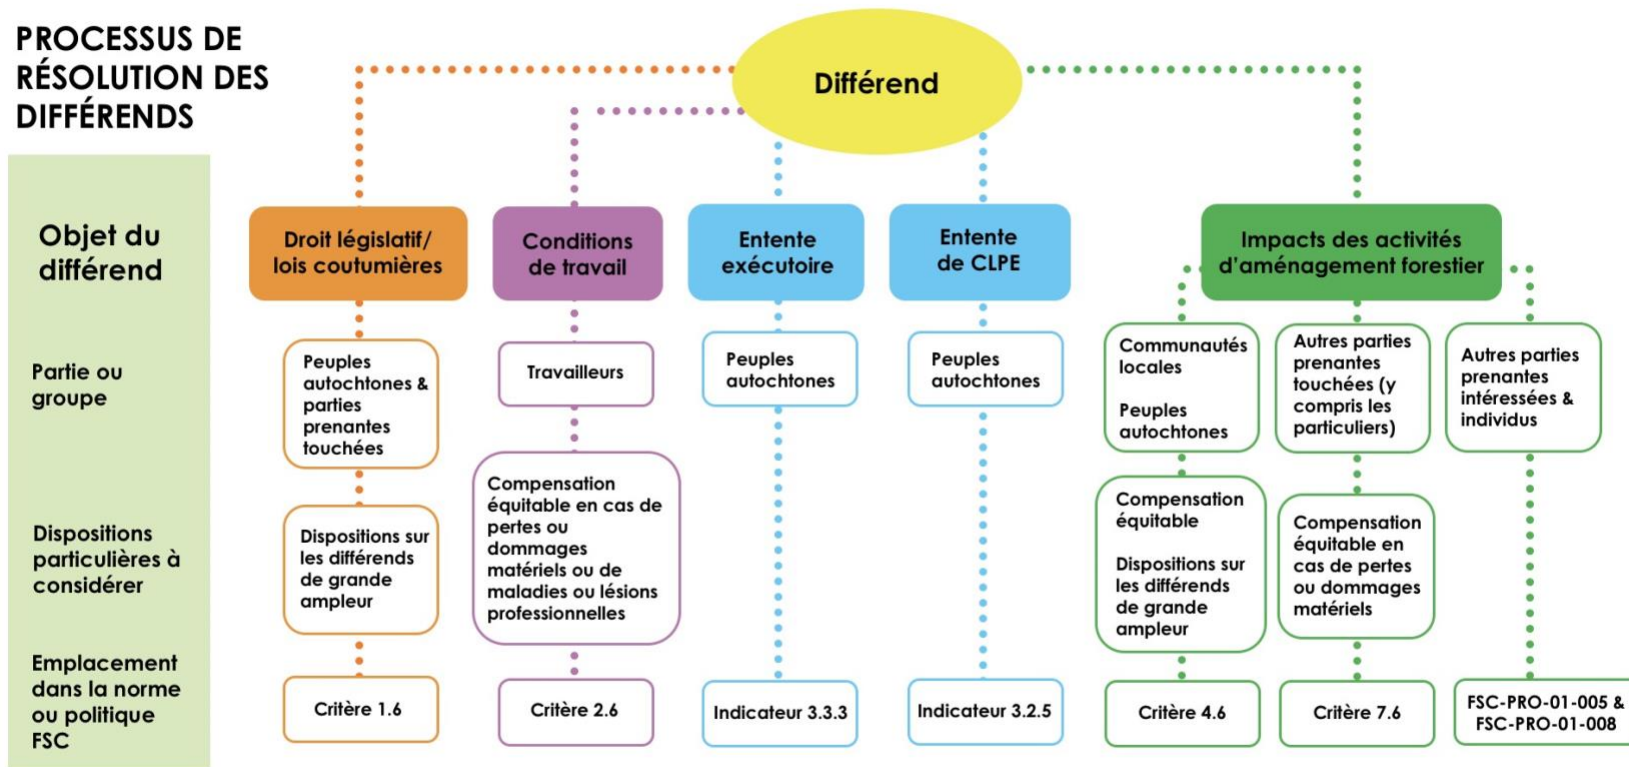 PROCESSUS DE
RÉSOLUTION DES
DIFFÉRENDS
Différend
Objet du
différend
Droit législatif/
lois coutumières
Conditions
de travail
Entente
exécutoire
Entente
de CLPE
Impacts des activités
d'aménagement forestier
Partie ou
groupe
Peuples
autochtones &
parties
prenantes
touchées
Travailleurs
Peuples
autochtones
Peuples
autochtones
Communautés
locales
Peuples
autochtones
Autres parties
prenantes
touchées (y
compris les
particuliers)
Autres parties
prenantes
intéressées &
individus
Dispositions
particulières à
considérer
Dispositions sur
les différends
de grande
ampleur
Compensation
équitable en cas de
pertes ou
dommages
matériels ou de
maladies ou lésions
professionnelles
Compensation
équitable
Dispositions sur
les différends
de grande
ampleur
Compensation
équitable en
cas de pertes
ou dommages
matériels
Emplacement
dans la norme
ou politique
FSC
Critère 1.6
Critère 2.6
Indicateur 3.3.3
Indicateur 3.2.5
Critère 4.6
Critère 7.6
FSC-PRO-01-005 &
FSC-PRO-01-008